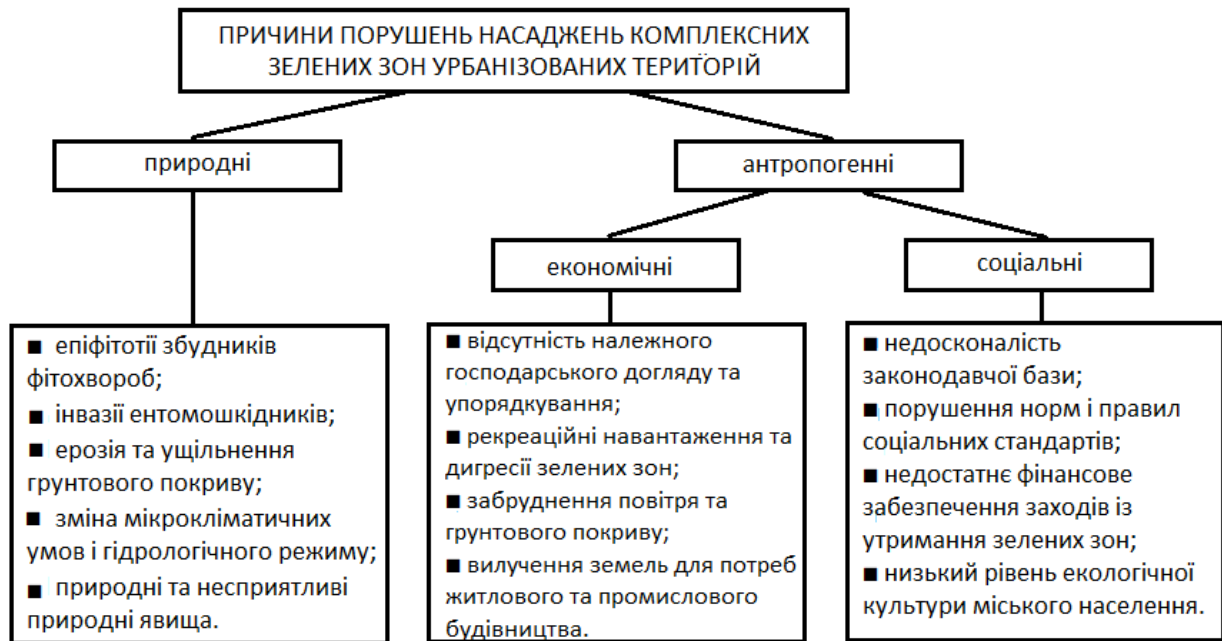 ПРИЧИНИ ПОРУШЕНЬ НАСАДЖЕНЬ КОМПЛЕКСНИХ
ЗЕЛЕНИХ ЗОН УРБАНІЗОВАНИХ ТЕРИТОРІЙ
природні
антропогенні
економічні
соціальні
■ епіфітотії збудників
фітохвороб;
■ інвазії ентомошкідників;
■ ерозія та ущільнення
грунтового покриву;
■ зміна мікрокліматичних
умов і гідрологічного режиму;
■ природні та несприятливі
природні явища.
■ відсутність належного
господарського догляду та
упорядкування;
■ рекреаційні навантаження та
дигресії зелених зон;
■ забруднення повітря та
грунтового покриву;
■ вилучення земель для потреб
житлового та промислового
будівництва.
■ недосконалість
законодавчої бази;
■ порушення норм і правил
соціальних стандартів;
■ недостатнє фінансове
забезпечення заходів із
утримання зелених зон;
■ низький рівень екологічної
культури міського населення.